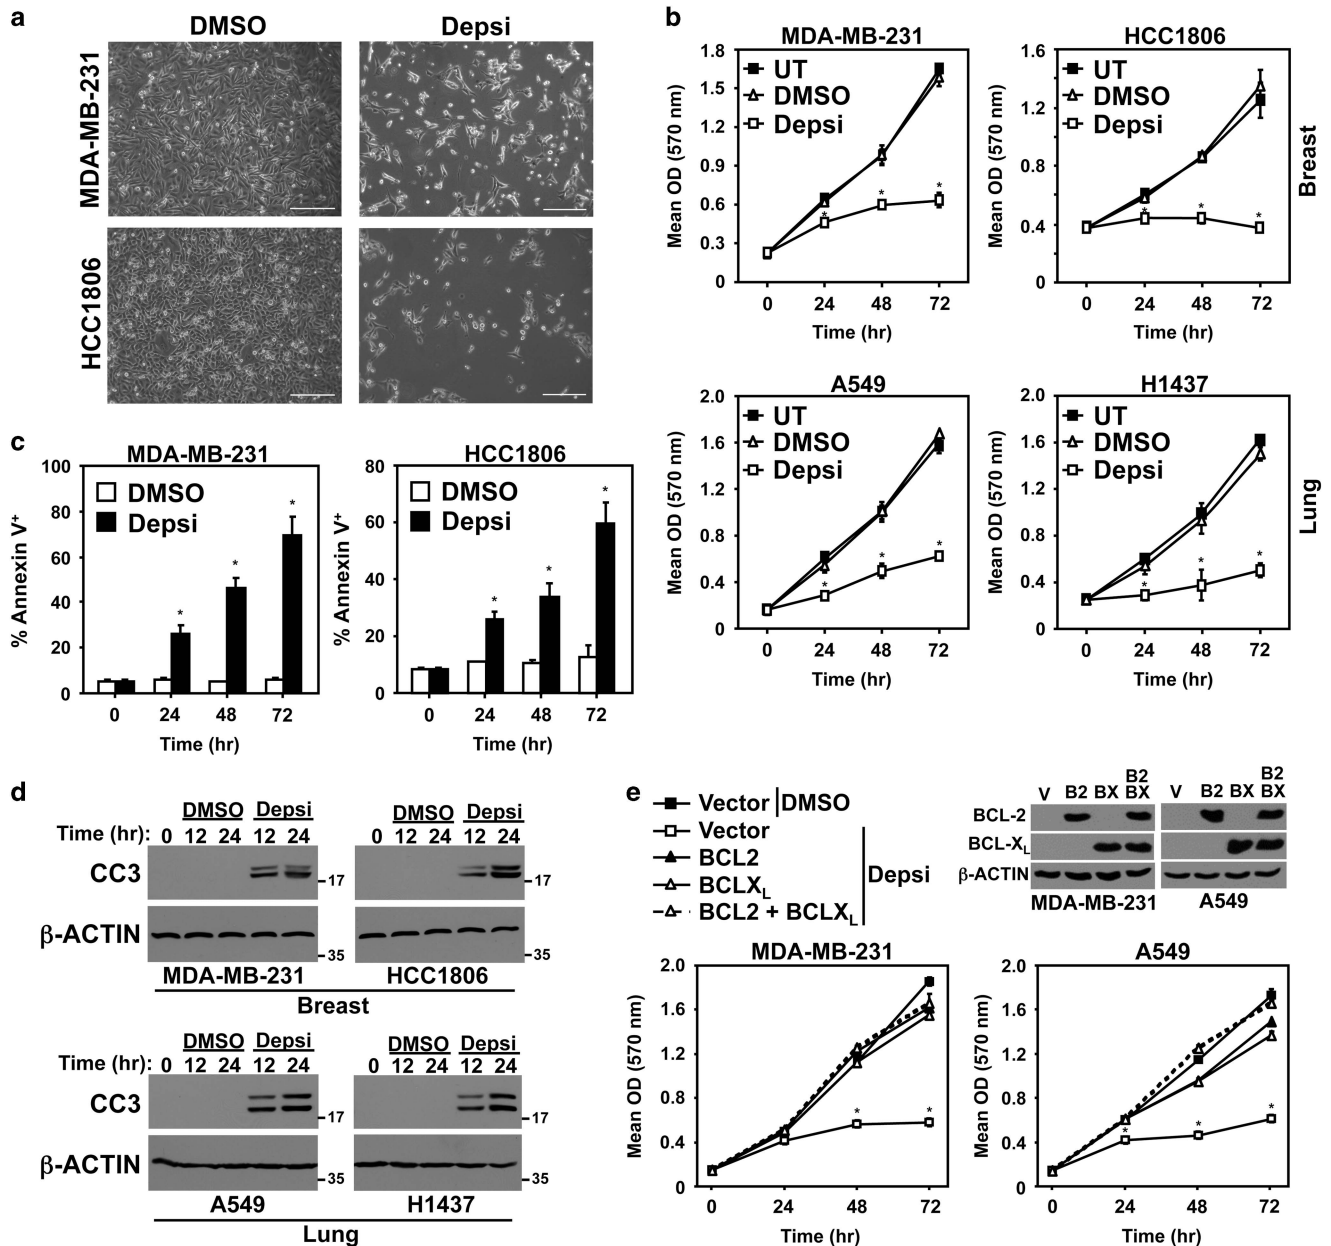 a
DMSO Depsi
MDA-MB-231
HCC1806
b
MDA-MB-231
Mean OD (570 nm)
1.8
1.5
1.2
0.9
0.6
0.3
0
UT
DMSO
Depsi
* * *
0 24 48 72
Time (hr)
HCC1806
Mean OD (570 nm)
1.6
1.2
0.8
0.4
0
UT
DMSO
Depsi
* * *
0 24 48 72
Time (hr)
Breast
A549
Mean OD (570 nm)
2.0
1.6
1.2
0.8
0.4
0
UT
DMSO
Depsi
* * *
0 24 48 72
Time (hr)
H1437
Mean OD (570 nm)
2.0
1.6
1.2
0.8
0.4
0
UT
DMSO
Depsi
* * *
0 24 48 72
Time (hr)
Lung
c
MDA-MB-231
% Annexin V+
100
80
60
40
20
0
DMSO
Depsi
* * *
0 24 48 72
Time (hr)
HCC1806
% Annexin V+
80
60
40
20
0
DMSO
Depsi
* * *
0 24 48 72
Time (hr)
d
DMSO Depsi DMSO Depsi
Time (hr): 0 12 24 12 24 0 12 24 12 24
CC3 17 17
β-ACTIN 35 35
MDA-MB-231 HCC1806
Breast
DMSO Depsi DMSO Depsi
Time (hr): 0 12 24 12 24 0 12 24 12 24
CC3 17 17
β-ACTIN 35 35
A549 H1437
Lung
e
Vector DMSO
Vector
BCL2
BCLXL
BCL2 + BCLXL
Depsi
B2 B2
V B2 BX BX V B2 BX BX
BCL-2
BCL-XL
β-ACTIN
MDA-MB-231 A549
MDA-MB-231
Mean OD (570 nm)
2.0
1.6
1.2
0.8
0.4
0
* *
0 24 48 72
Time (hr)
A549
Mean OD (570 nm)
2.0
1.6
1.2
0.8
0.4
0
* * *
0 24 48 72
Time (hr)